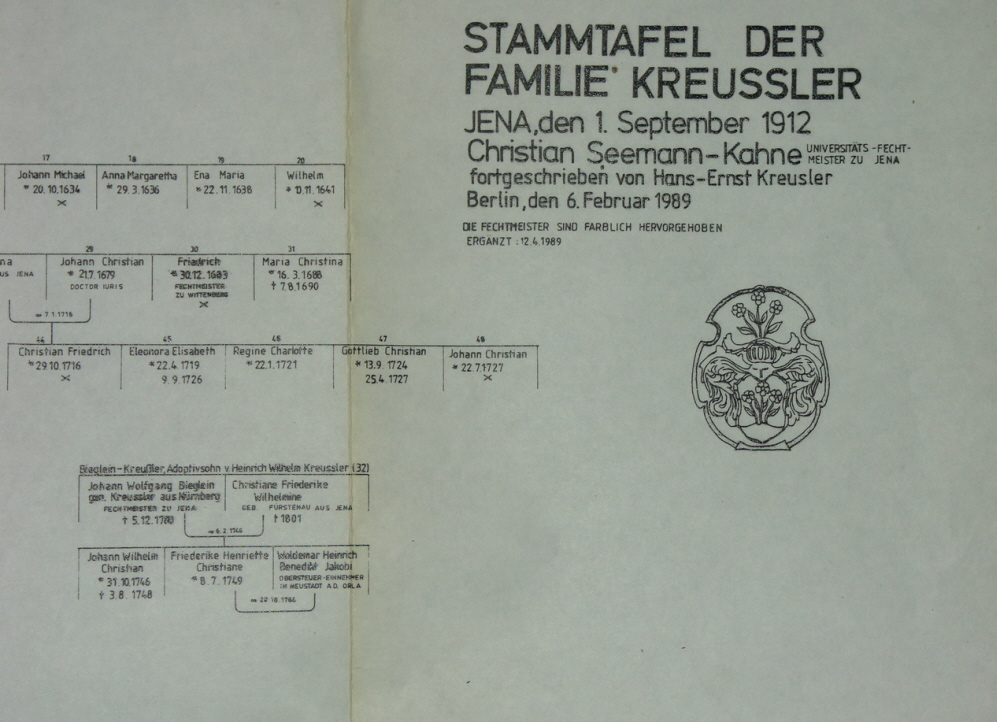 STAMMTAFEL DER
FAMILIE KREUSSLER
JENA, den 1. September 1912
Christian Seemann-Kahne UNIVERSITÄTS-FECHT-
MEISTER ZU JENA
fortgeschrieben von Hans-Ernst Kreusler
Berlin, den 6. Februar 1989
DIE FECHTMEISTER SIND FARBLICH HERVORGEHOBEN
ERGÄNZT: 12.4.1989
17
Johann Michael
* 20.10.1634
18
Anna Margaretha
* 29.3.1636
19
Ena Maria
* 22.11.1638
20
Wilhelm
* 11.1641
na
US JENA
29
Johann Christian
* 21.7.1679
DOCTOR IURIS
30
Friedrich
* 30.12.1683
FECHTMEISTER
ZU WITTENBERG
31
Maria Christina
* 16.3.1688
† 7.8.1690
∞ 7.1.1716
44
Christian Friedrich
* 29.10.1716
45
Eleonora Elisabeth
* 22.4.1719
9.9.1726
46
Regine Charlotte
* 22.1.1721
47
Gottlieb Christian
* 13.9.1724
25.4.1727
48
Johann Christian
* 22.7.1727
Bieglein-Kreußler, Adoptivsohn v. Heinrich Wilhelm Kreussler (32)
Johann Wolfgang Bieglein
gen. Kreussler aus Nürnberg
FECHTMEISTER ZU JENA
† 5.12.
Christiane Friederike
Wilhelmine
GEB. FÜRSTENAU AUS JENA
† 1801
Johann Wilhelm
Christian
* 31.10.1746
† 3.8.1748
Friederike Henriette
Christiane
* 8.7.1749
Waldemar Heinrich
Benedikt Jakobi
OBERSTEUER-EINNEHMER
IN NEUSTADT A.D. ORLA